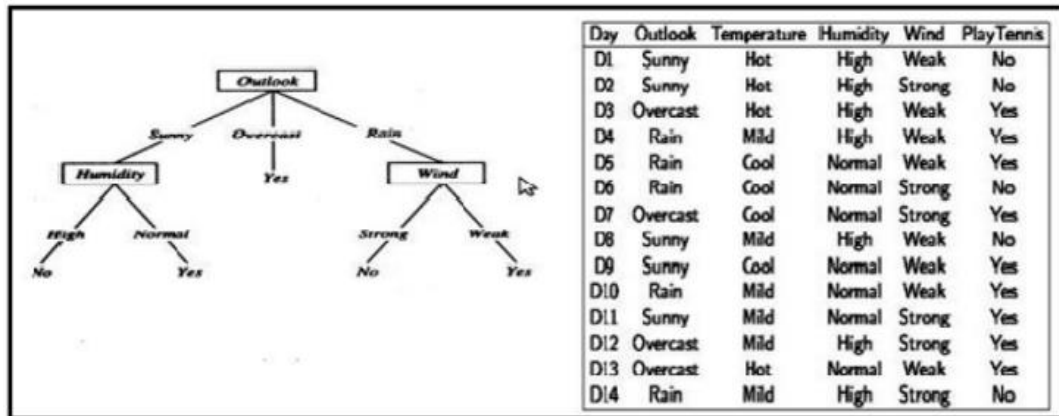 Outlook
Sunny Overcast Rain
Humidity Yes Wind
High Normal Strong Weak
No Yes No Yes
Day Outlook Temperature Humidity Wind PlayTennis
D1 Sunny Hot High Weak No
D2 Sunny Hot High Strong No
D3 Overcast Hot High Weak Yes
D4 Rain Mild High Weak Yes
D5 Rain Cool Normal Weak Yes
D6 Rain Cool Normal Strong No
D7 Overcast Cool Normal Strong Yes
D8 Sunny Mild High Weak No
D9 Sunny Cool Normal Weak Yes
D10 Rain Mild Normal Weak Yes
D11 Sunny Mild Normal Strong Yes
D12 Overcast Mild High Strong Yes
D13 Overcast Hot Normal Weak Yes
D14 Rain Mild High Strong No